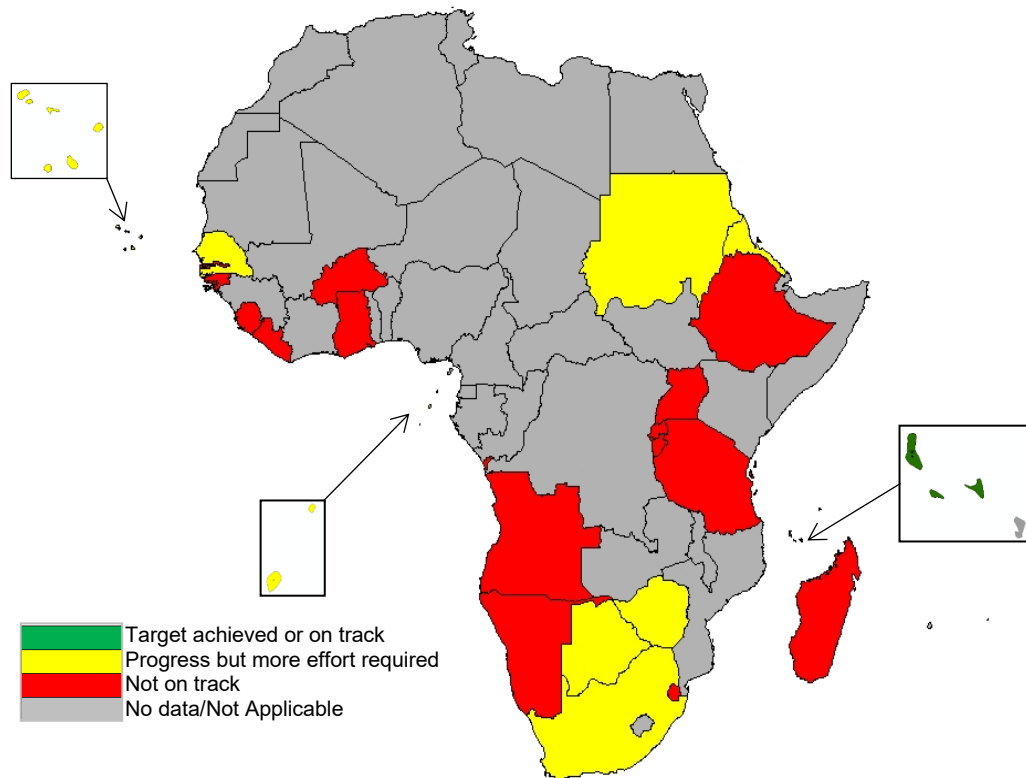 Target achieved or on track
Progress but more effort required
Not on track
No data/Not Applicable